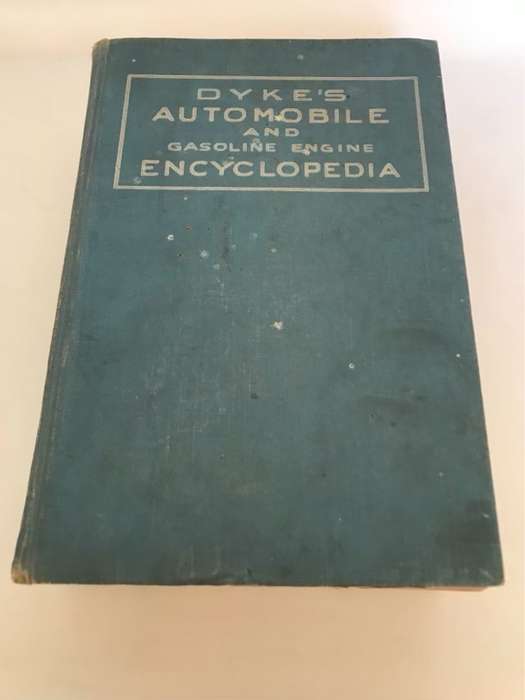 DYKE'S
AUTOMOBILE
AND
GASOLINE ENGINE
ENCYCLOPEDIA